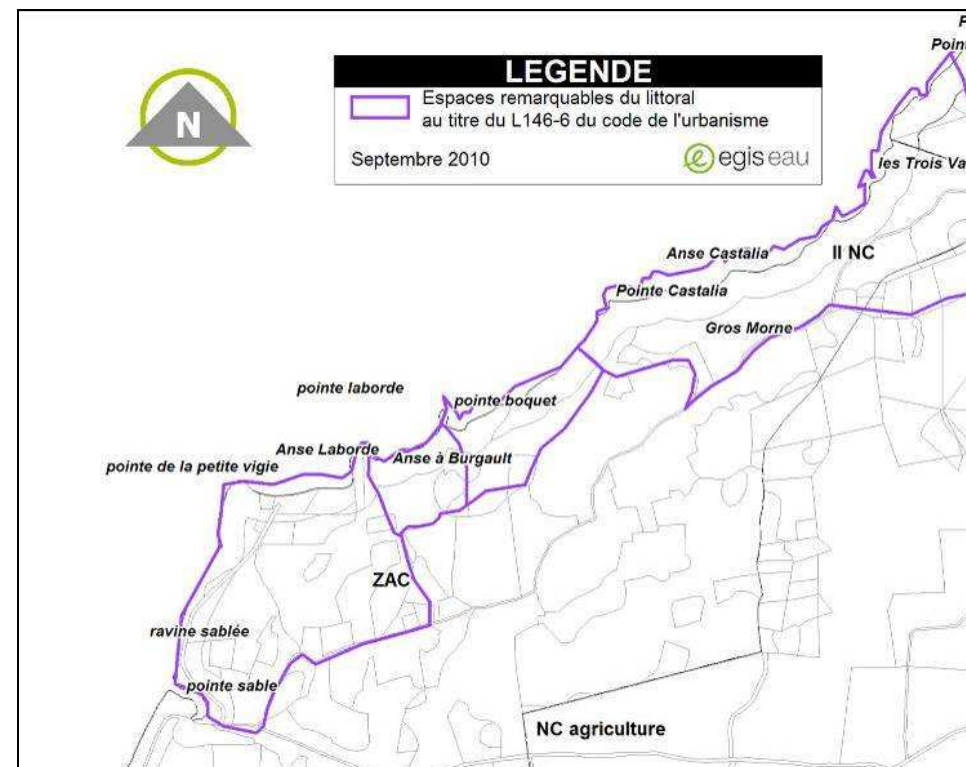 N
LEGENDE
Espaces remarquables du littoral
au titre du L146-6 du code de l'urbanisme
Septembre 2010
egis eau
les Trois
Anse Castalia
II NC
Pointe Castalia
Gros Morne
pointe laborde
pointe boquet
Anse Laborde
Anse à Burgault
pointe de la petite vigie
ZAC
ravine sablée
pointe sable
NC agriculture